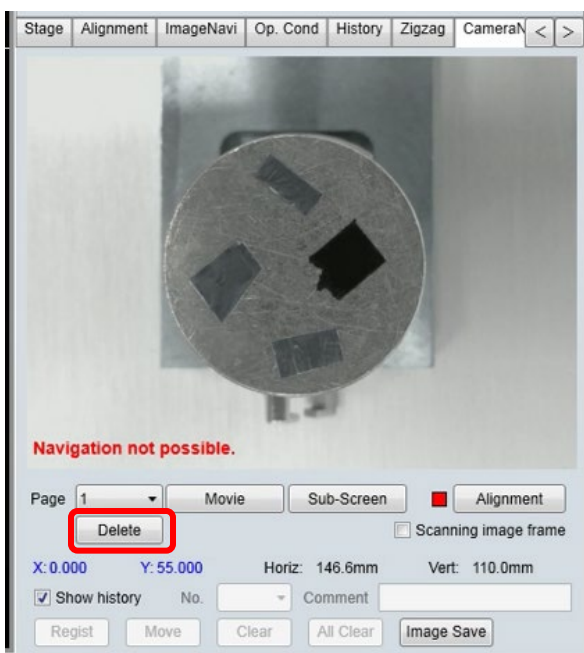 Stage Alignment ImageNavi Op. Cond History Zigzag CameraN < >
Navigation not possible.
Page 1 Movie Sub-Screen Alignment
Delete Scanning image frame
X: 0.000 Y: 55.000 Horiz: 146.6mm Vert: 110.0mm
Show history No. Comment
Regist Move Clear All Clear Image Save